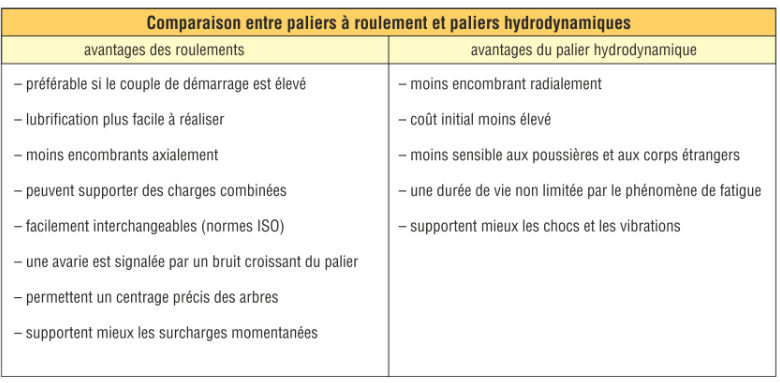 Comparaison entre paliers à roulement et paliers hydrodynamiques
avantages des roulements
– préférable si le couple de démarrage est élevé
– lubrification plus facile à réaliser
– moins encombrants axialement
– peuvent supporter des charges combinées
– facilement interchangeables (normes ISO)
– une avarie est signalée par un bruit croissant du palier
– permettent un centrage précis des arbres
– supportent mieux les surcharges momentanées
avantages du palier hydrodynamique
– moins encombrant radialement
– coût initial moins élevé
– moins sensible aux poussières et aux corps étrangers
– une durée de vie non limitée par le phénomène de fatigue
– supportent mieux les chocs et les vibrations